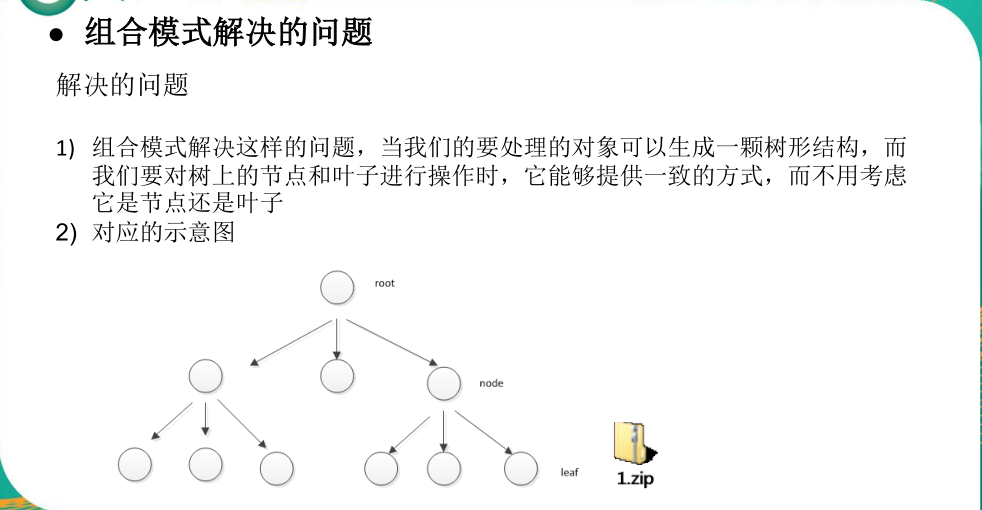 ● 组合模式解决的问题
解决的问题
1) 组合模式解决这样的问题，当我们的要处理的对象可以生成一颗树形结构，而
我们要对树上的节点和叶子进行操作时，它能够提供一致的方式，而不用考虑
它是节点还是叶子
2) 对应的示意图
root
node
leaf
1.zip